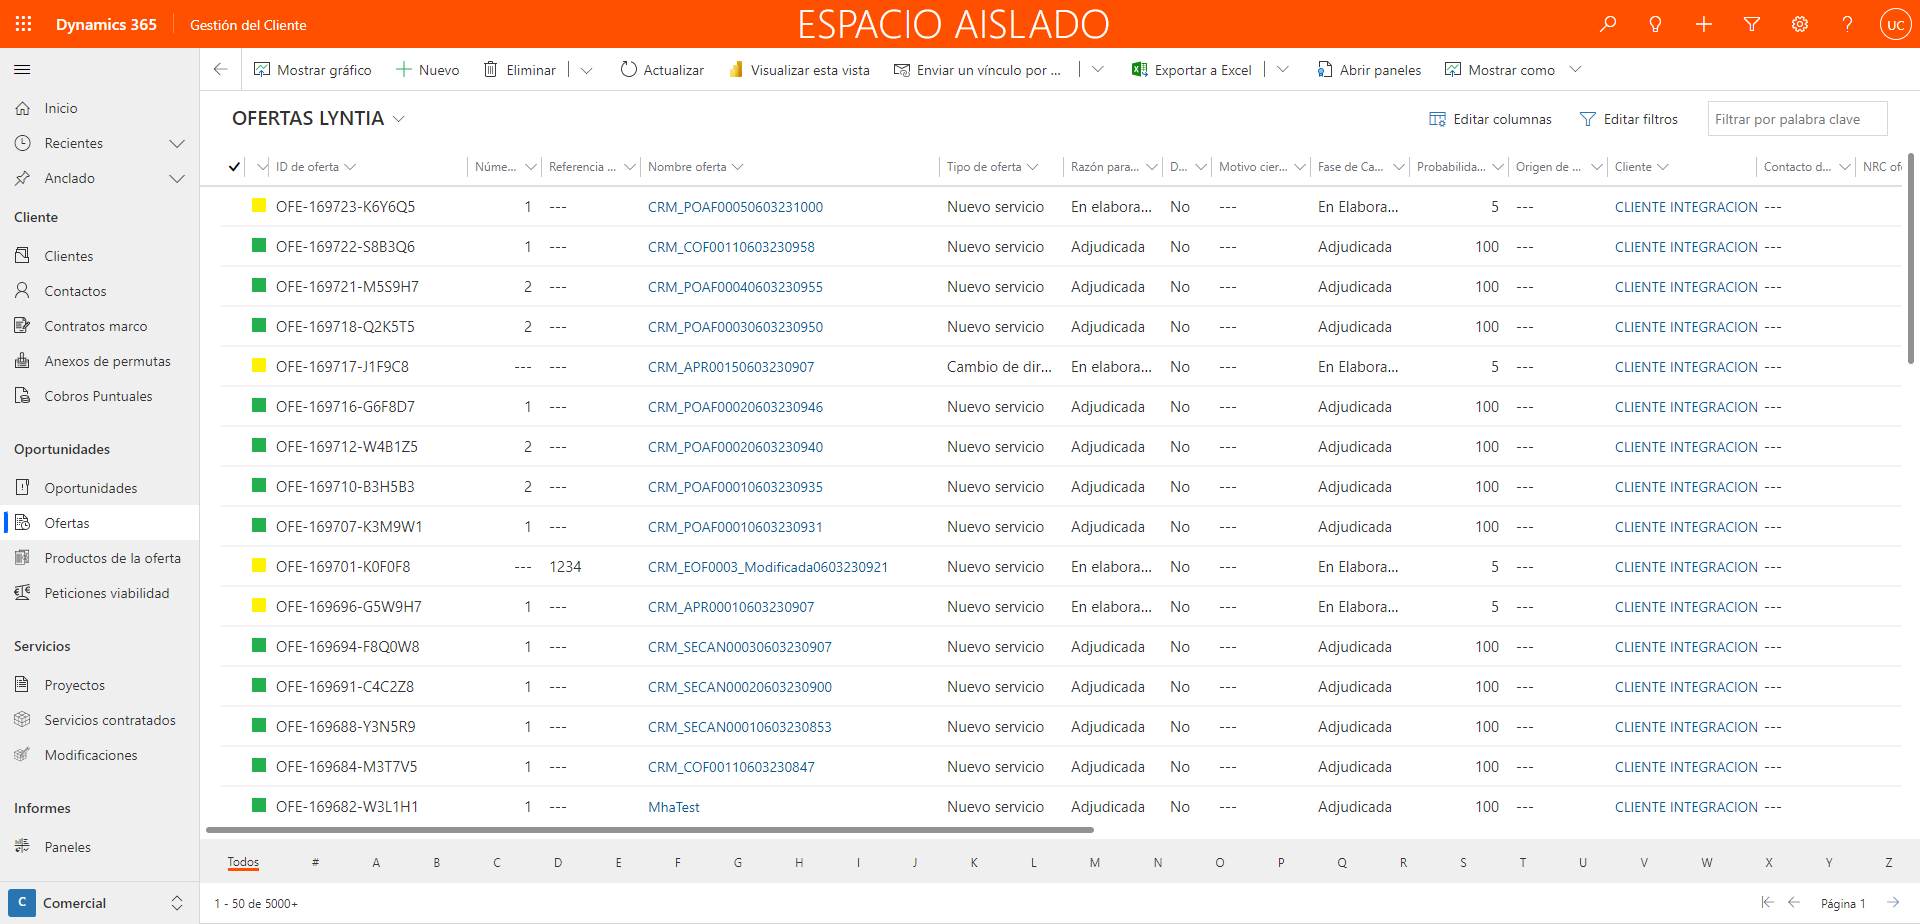 Dynamics 365 Gestión del Cliente ESPACIO AISLADO UC
Mostrar gráfico Nuevo Eliminar Actualizar Visualizar esta vista Enviar un vínculo por ... Exportar a Excel Abrir paneles Mostrar como
Inicio
Recientes
Anclado
Cliente
Clientes
Contactos
Contratos marco
Anexos de permutas
Cobros Puntuales
Oportunidades
Oportunidades
Ofertas
Productos de la oferta
Peticiones viabilidad
Servicios
Proyectos
Servicios contratados
Modificaciones
Informes
Paneles
C Comercial
OFERTAS LYNTIA Editar columnas Editar filtros Filtrar por palabra clave
ID de oferta Núme... Referencia ... Nombre oferta Tipo de oferta Razón para... D... Motivo cier... Fase de Ca... Probabilida... Origen de ... Cliente Contacto d... NRC ofe
OFE-169723-K6Y6Q5 1 --- CRM_POAF00050603231000 Nuevo servicio En elabora... No --- En Elabora... 5 --- CLIENTE INTEGRACION ---
OFE-169722-S8B3Q6 1 --- CRM_COF00110603230958 Nuevo servicio Adjudicada No --- Adjudicada 100 --- CLIENTE INTEGRACION ---
OFE-169721-M5S9H7 2 --- CRM_POAF00040603230955 Nuevo servicio Adjudicada No --- Adjudicada 100 --- CLIENTE INTEGRACION ---
OFE-169718-Q2K5T5 2 --- CRM_POAF00030603230950 Nuevo servicio Adjudicada No --- Adjudicada 100 --- CLIENTE INTEGRACION ---
OFE-169717-J1F9C8 --- --- CRM_APR00150603230907 Cambio de dir... En elabora... No --- En Elabora... 5 --- CLIENTE INTEGRACION ---
OFE-169716-G6F8D7 1 --- CRM_POAF00020603230946 Nuevo servicio Adjudicada No --- Adjudicada 100 --- CLIENTE INTEGRACION ---
OFE-169712-W4B1Z5 2 --- CRM_POAF00020603230940 Nuevo servicio Adjudicada No --- Adjudicada 100 --- CLIENTE INTEGRACION ---
OFE-169710-B3H5B3 2 --- CRM_POAF00010603230935 Nuevo servicio Adjudicada No --- Adjudicada 100 --- CLIENTE INTEGRACION ---
OFE-169707-K3M9W1 1 --- CRM_POAF00010603230931 Nuevo servicio Adjudicada No --- Adjudicada 100 --- CLIENTE INTEGRACION ---
OFE-169701-K0F0F8 --- 1234 CRM_EOF0003_Modificada0603230921 Nuevo servicio En elabora... No --- En Elabora... 5 --- CLIENTE INTEGRACION ---
OFE-169696-G5W9H7 1 --- CRM_APR00010603230907 Nuevo servicio En elabora... No --- En Elabora... 5 --- CLIENTE INTEGRACION ---
OFE-169694-F8Q0W8 1 --- CRM_SECAN00030603230907 Nuevo servicio Adjudicada No --- Adjudicada 100 --- CLIENTE INTEGRACION ---
OFE-169691-C4C2Z8 1 --- CRM_SECAN00020603230900 Nuevo servicio Adjudicada No --- Adjudicada 100 --- CLIENTE INTEGRACION ---
OFE-169688-Y3N5R9 1 --- CRM_SECAN00010603230853 Nuevo servicio Adjudicada No --- Adjudicada 100 --- CLIENTE INTEGRACION ---
OFE-169684-M3T7V5 1 --- CRM_COF00110603230847 Nuevo servicio Adjudicada No --- Adjudicada 100 --- CLIENTE INTEGRACION ---
OFE-169682-W3L1H1 1 --- MhaTest Nuevo servicio Adjudicada No --- Adjudicada 100 --- CLIENTE INTEGRACION ---
Todos # A B C D E F G H I J K L M N O P Q R S T U V W X Y Z
1 - 50 de 5000+ Página 1